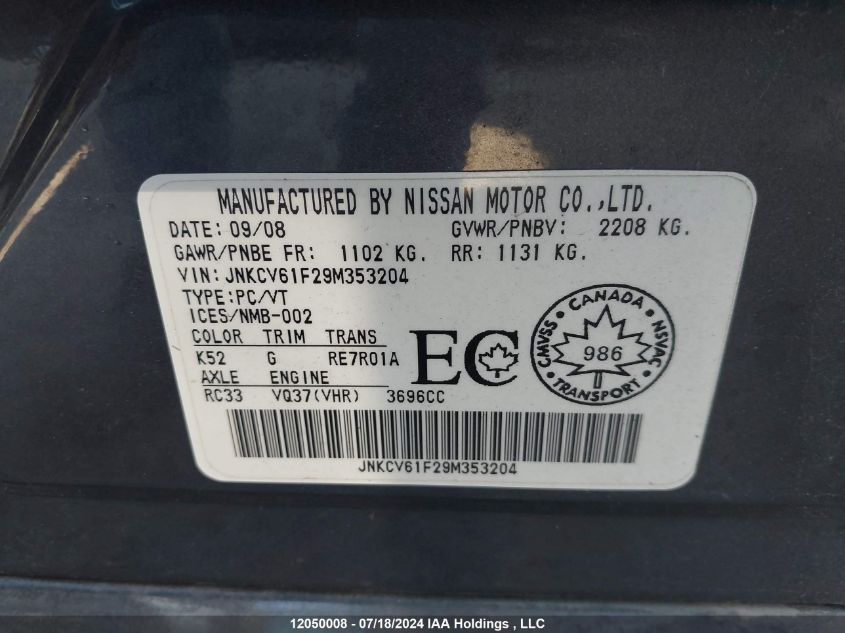 MANUFACTURED BY NISSAN MOTOR CO.,LTD.
DATE: 09/08 GVWR/PNBV: 2208 KG.
GAWR/PNBE FR: 1102 KG. RR: 1131 KG.
VIN: JNKCV61F29M353204
TYPE:PC/VT
ICES/NMB-002
COLOR TRIM TRANS
K52 G RE7R01A
AXLE ENGINE
RC33 VQ37(VHR) 3696CC
EC
CANADA
CMVSS 986 NSVAC
TRANSPORT
JNKCV61F29M353204
12050008 - 07/18/2024 IAA Holdings , LLC